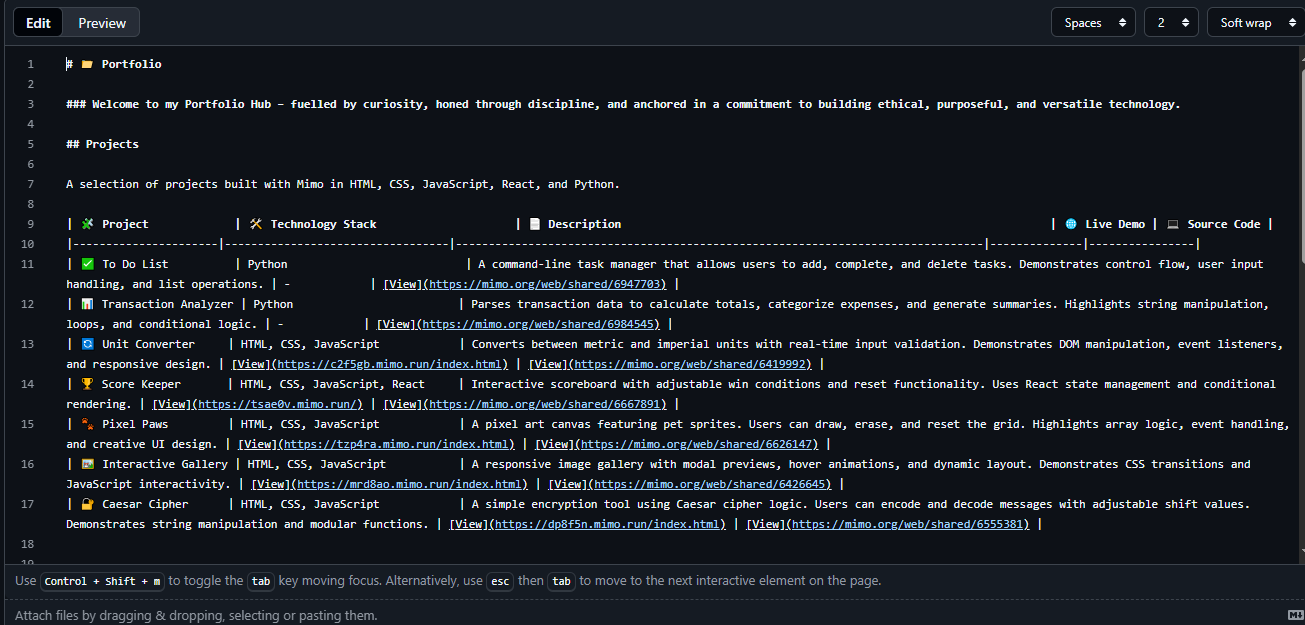 Edit Preview Spaces 2 Soft wrap
1 # 📂 Portfolio
2
3 ### Welcome to my Portfolio Hub – fuelled by curiosity, honed through discipline, and anchored in a commitment to building ethical, purposeful, and versatile technology.
4
5 ## Projects
6
7 A selection of projects built with Mimo in HTML, CSS, JavaScript, React, and Python.
8
9 | 🧩 Project | 🛠️ Technology Stack | 📄 Description | 🌐 Live Demo | 💻 Source Code |
10 |----------------------|----------------------------------|--------------------------------------------------------------------------------|--------------|----------------|
11 | ✅ To Do List | Python | A command-line task manager that allows users to add, complete, and delete tasks. Demonstrates control flow, user input
handling, and list operations. | - | [View](https://mimo.org/web/shared/6947703) |
12 | 📊 Transaction Analyzer | Python | Parses transaction data to calculate totals, categorize expenses, and generate summaries. Highlights string manipulation,
loops, and conditional logic. | - | [View](https://mimo.org/web/shared/6984545) |
13 | 🔄 Unit Converter | HTML, CSS, JavaScript | Converts between metric and imperial units with real-time input validation. Demonstrates DOM manipulation, event listeners,
and responsive design. | [View](https://c2f5gb.mimo.run/index.html) | [View](https://mimo.org/web/shared/6419992) |
14 | 🏆 Score Keeper | HTML, CSS, JavaScript, React | Interactive scoreboard with adjustable win conditions and reset functionality. Uses React state management and conditional
rendering. | [View](https://tsae0v.mimo.run/) | [View](https://mimo.org/web/shared/6667891) |
15 | 🐾 Pixel Paws | HTML, CSS, JavaScript | A pixel art canvas featuring pet sprites. Users can draw, erase, and reset the grid. Highlights array logic, event handling,
and creative UI design. | [View](https://tzp4ra.mimo.run/index.html) | [View](https://mimo.org/web/shared/6626147) |
16 | 🖼️ Interactive Gallery | HTML, CSS, JavaScript | A responsive image gallery with modal previews, hover animations, and dynamic layout. Demonstrates CSS transitions and
JavaScript interactivity. | [View](https://mrd8ao.mimo.run/index.html) | [View](https://mimo.org/web/shared/6426645) |
17 | 🔐 Caesar Cipher | HTML, CSS, JavaScript | A simple encryption tool using Caesar cipher logic. Users can encode and decode messages with adjustable shift values.
Demonstrates string manipulation and modular functions. | [View](https://dp8f5n.mimo.run/index.html) | [View](https://mimo.org/web/shared/6555381) |
18
19
Use Control + Shift + m to toggle the tab key moving focus. Alternatively, use esc then tab to move to the next interactive element on the page.
Attach files by dragging & dropping, selecting or pasting them.